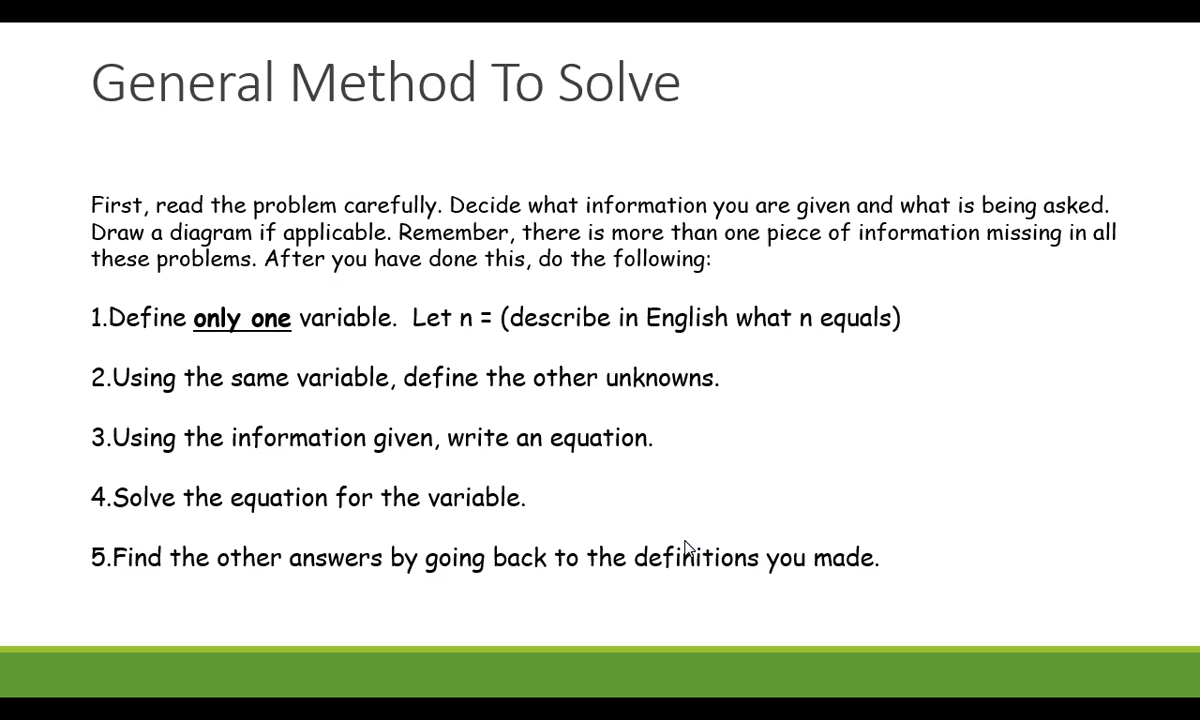 General Method To Solve
First, read the problem carefully. Decide what information you are given and what is being asked.
Draw a diagram if applicable. Remember, there is more than one piece of information missing in all
these problems. After you have done this, do the following:
1.Define only one variable.  Let n = (describe in English what n equals)
2.Using the same variable, define the other unknowns.
3.Using the information given, write an equation.
4.Solve the equation for the variable.
5.Find the other answers by going back to the definitions you made.